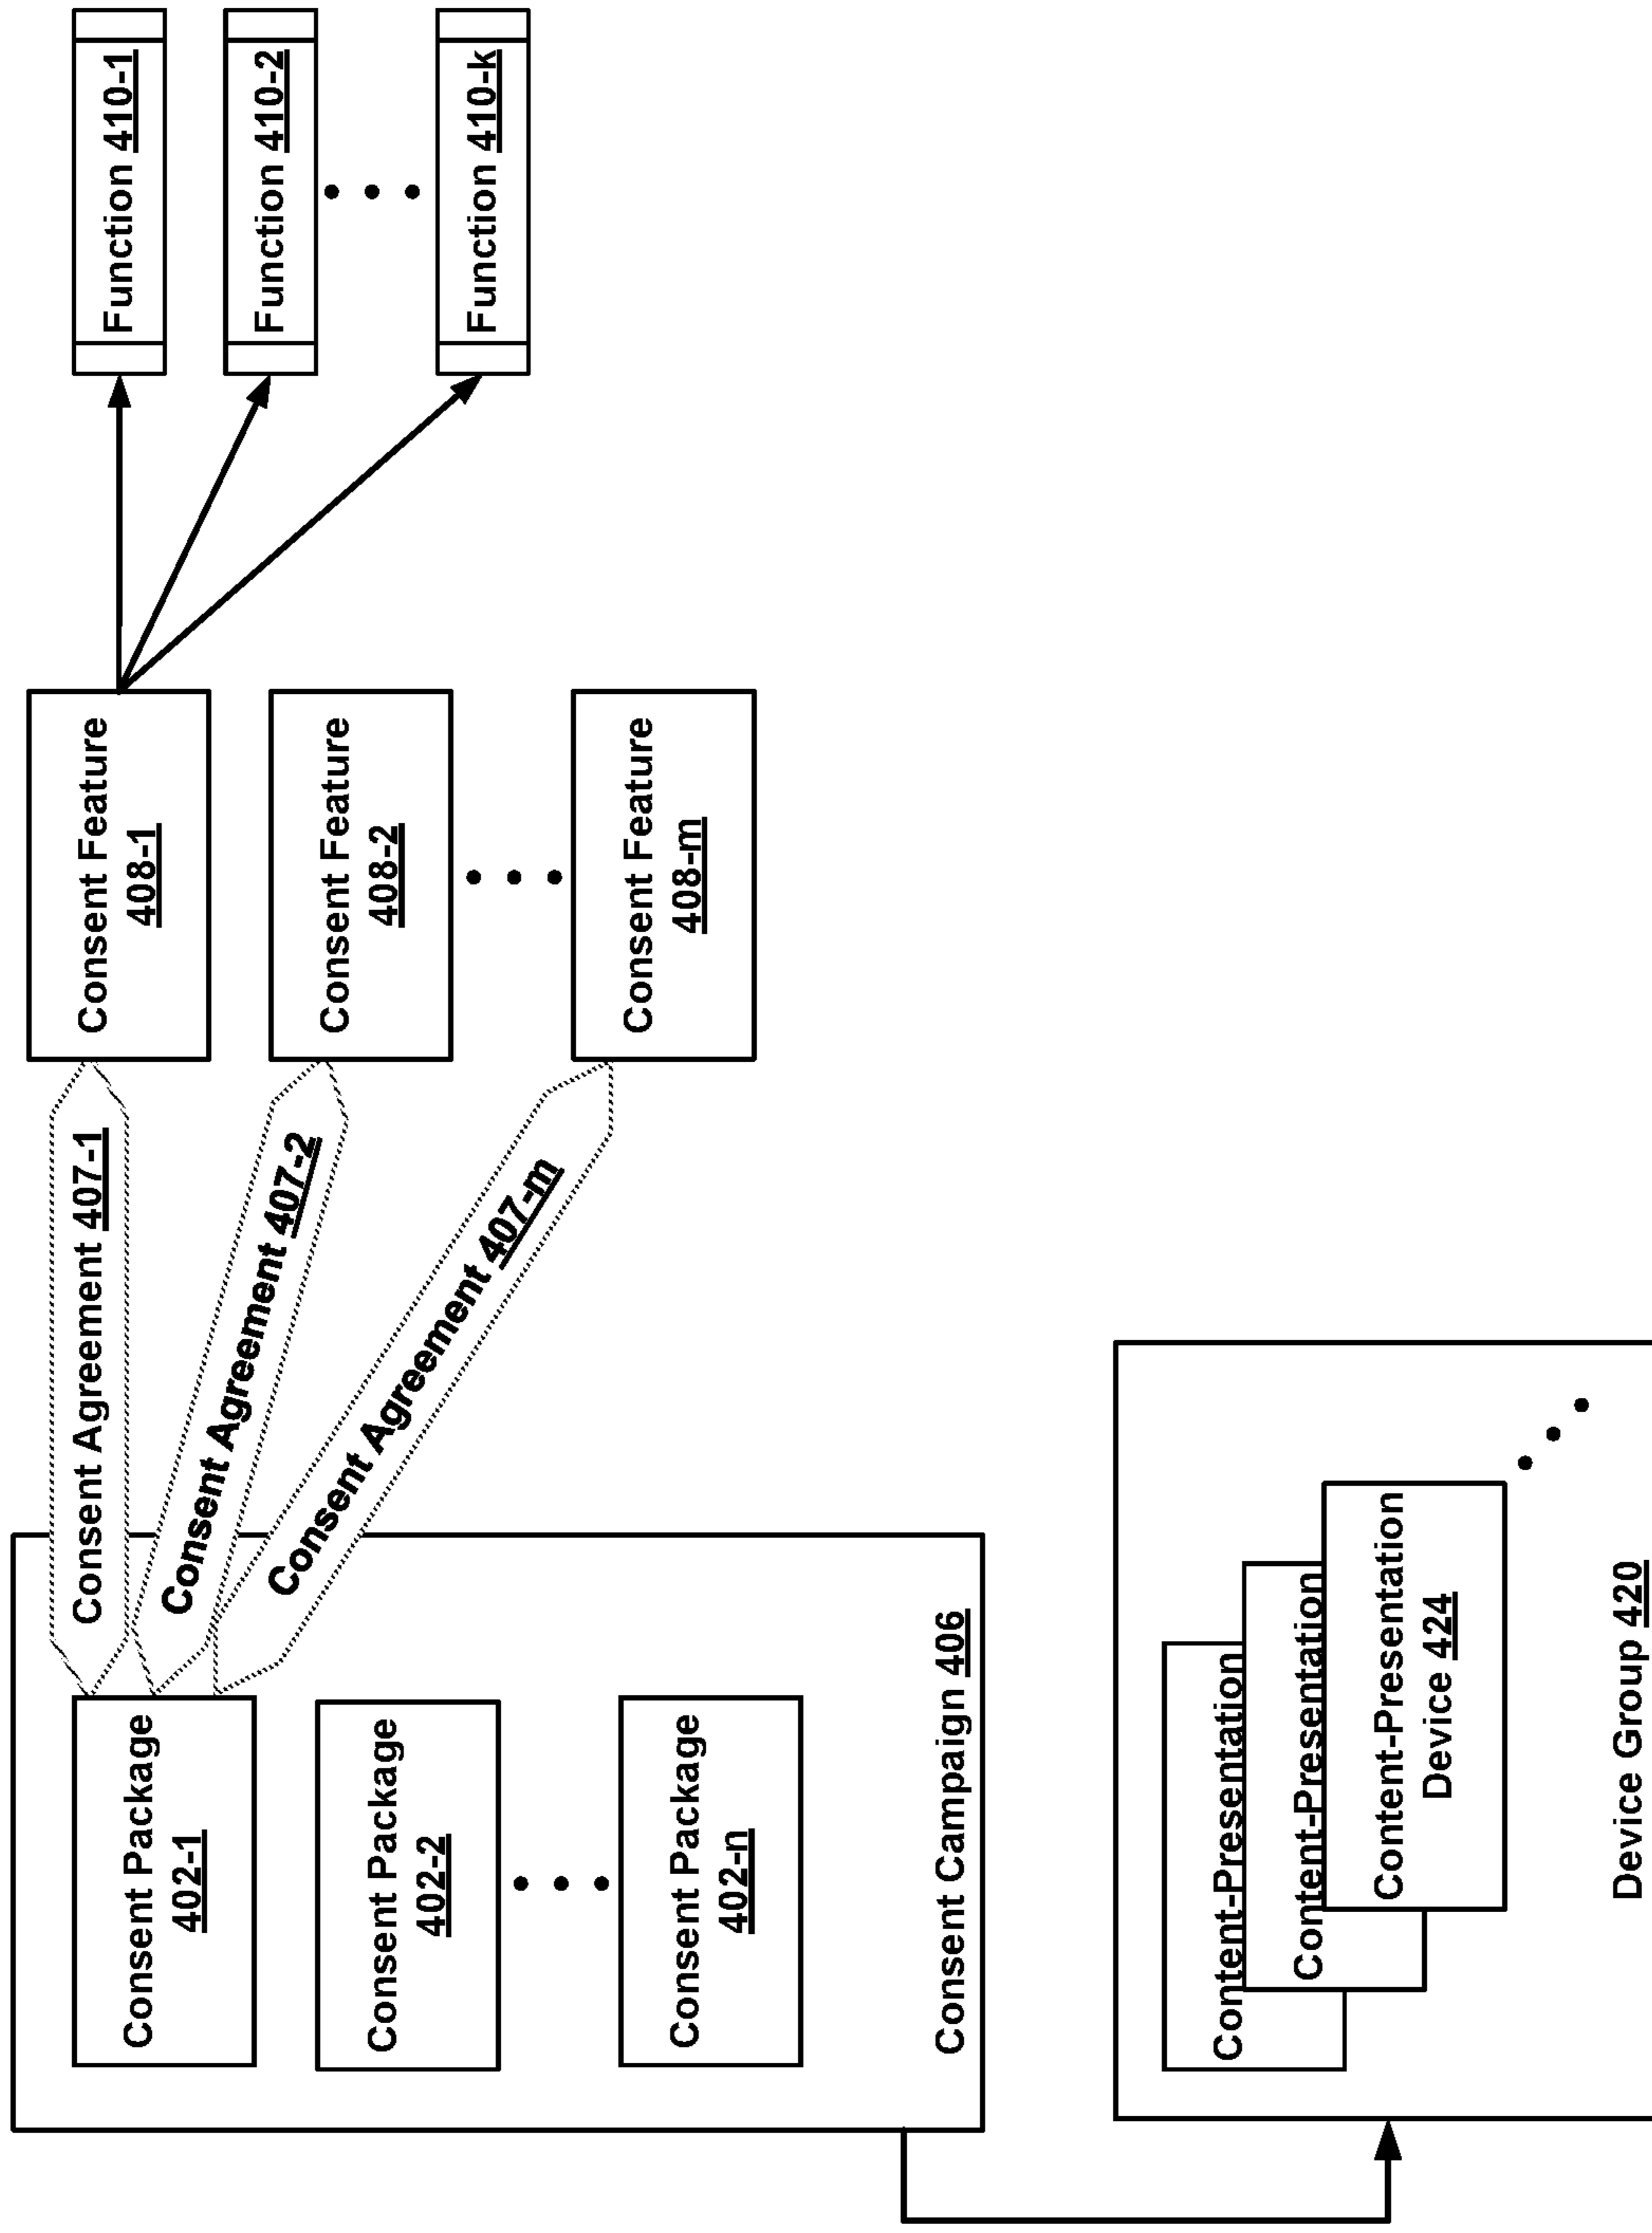 Consent Package
402-1
Consent Package
402-2
Consent Package
402-n
Consent Campaign 406
Consent Agreement 407-1
Consent Agreement 407-2
Consent Agreement 407-m
Consent Feature
408-1
Consent Feature
408-2
Consent Feature
408-m
Function 410-1
Function 410-2
Function 410-k
Content-Presentation
Content-Presentation
Content-Presentation
Device 424
Device Group 420